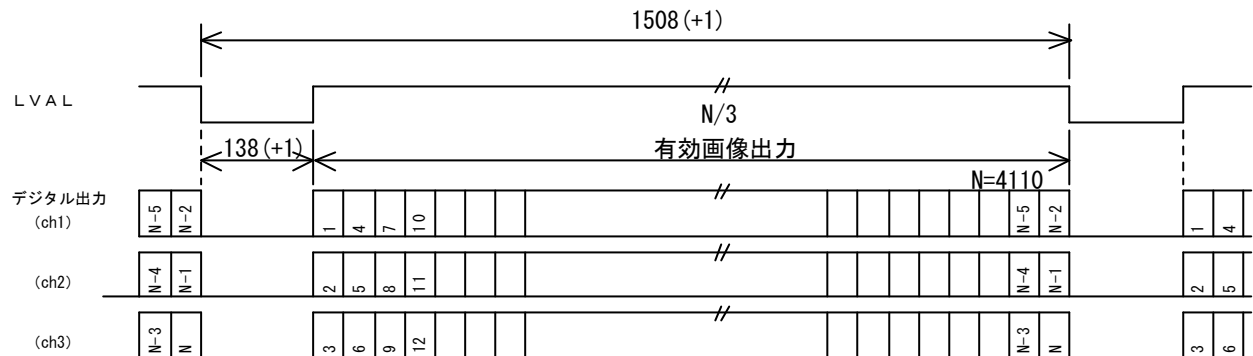 1508(+1)
ＬＶＡＬ
N/3
138(+1)
有効画像出力
N=4110
デジタル出力
(ch1)
N-5 N-2 1 4 7 10 N-5 N-2 1 4
(ch2)
N-4 N-1 2 5 8 11 N-4 N-1 2 5
(ch3)
N-3 N 3 6 9 12 N-3 N 3 6